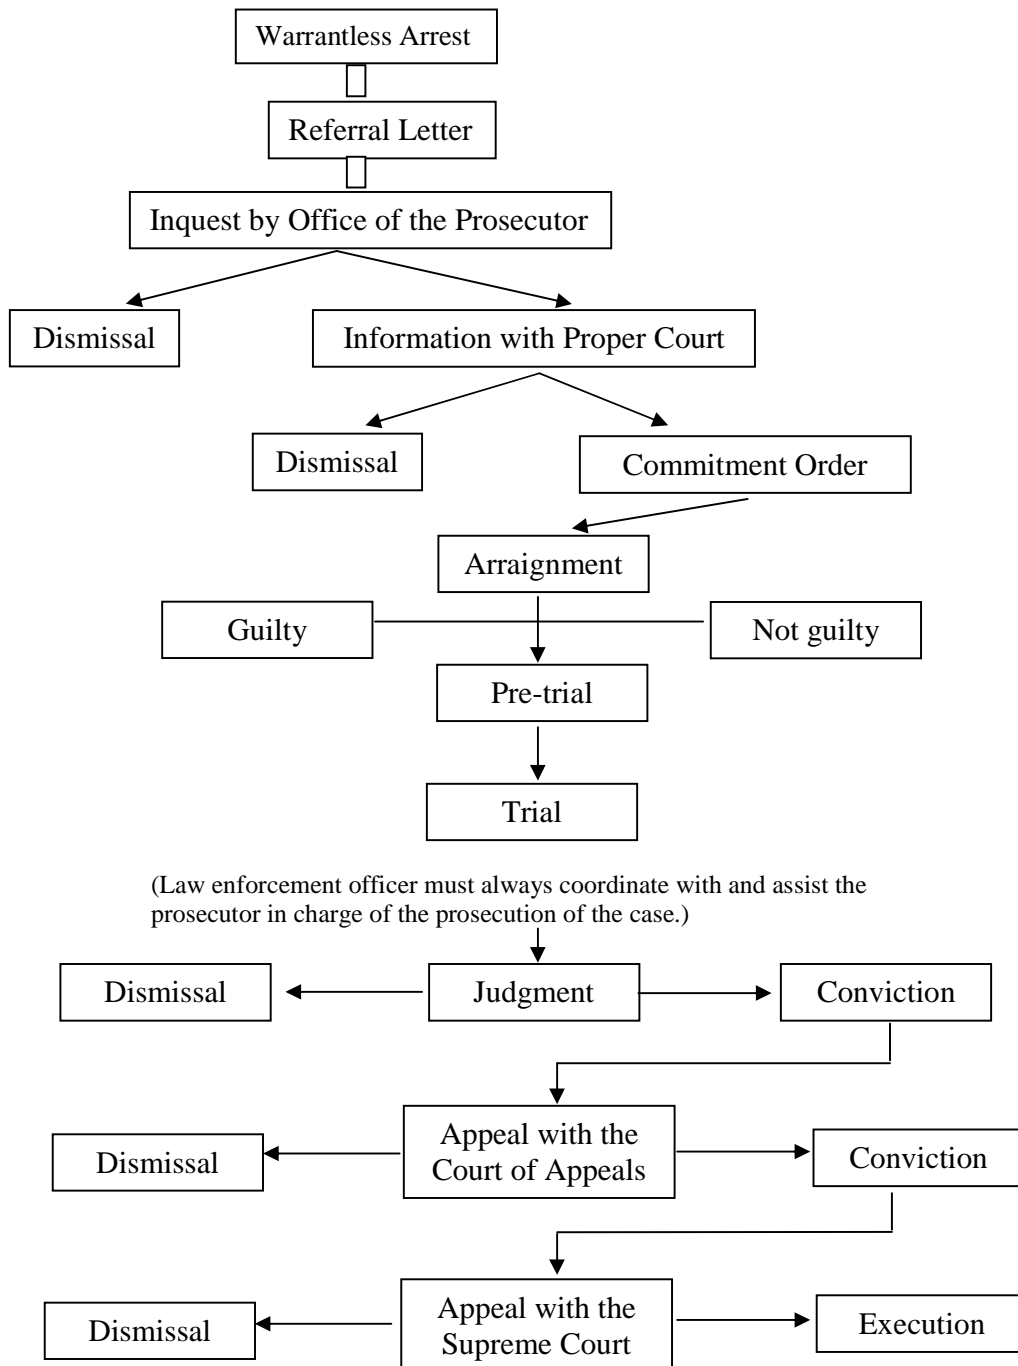 Warrantless Arrest
Referral Letter
Inquest by Office of the Prosecutor
Dismissal
Information with Proper Court
Dismissal
Commitment Order
Arraignment
Guilty
Not guilty
Pre-trial
Trial
(Law enforcement officer must always coordinate with and assist the
prosecutor in charge of the prosecution of the case.)
Dismissal
Judgment
Conviction
Appeal with the
Court of Appeals
Dismissal
Conviction
Appeal with the
Supreme Court
Dismissal
Execution